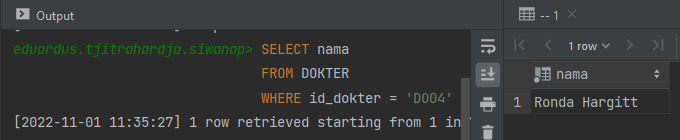 Output
eduardus.tjitrahardja.siwanap> SELECT nama
FROM DOKTER
WHERE id_dokter = 'D004'
[2022-11-01 11:35:27] 1 row retrieved starting from 1 in
-- 1
1 row
nama
1 Ronda Hargitt